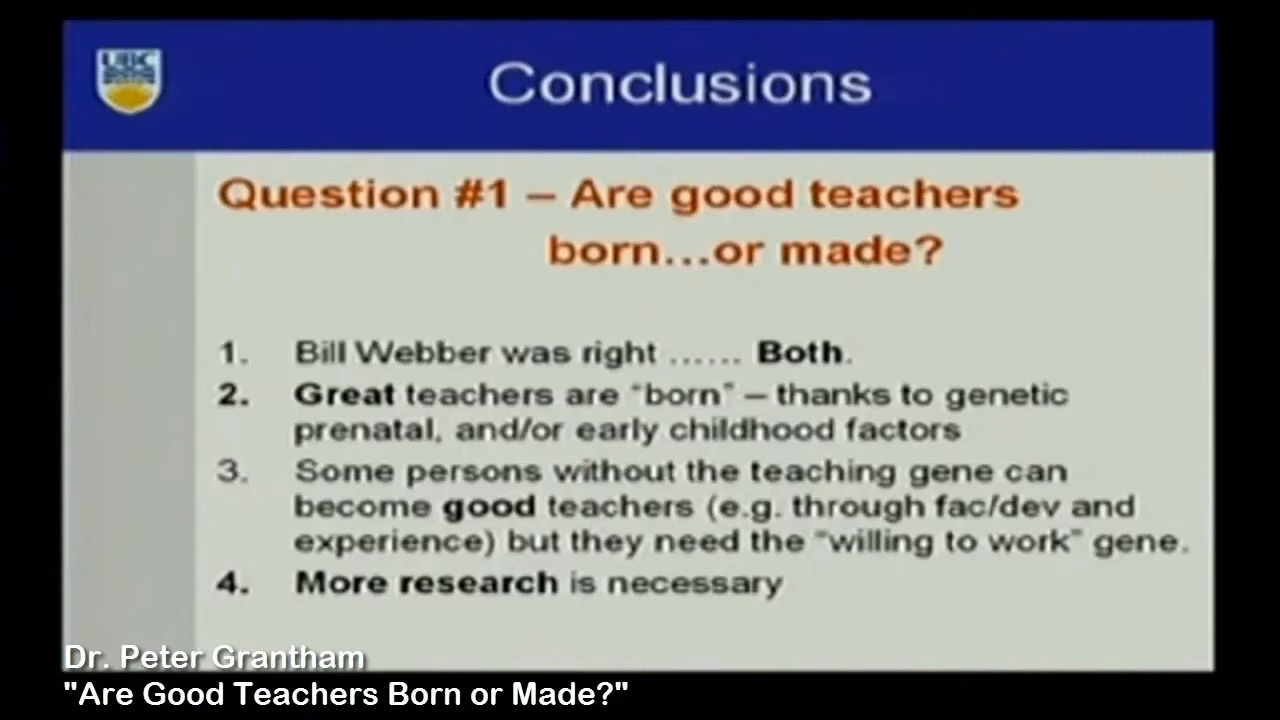 UBC
Conclusions
Question #1 – Are good teachers
born...or made?
1. Bill Webber was right ...... Both.
2. Great teachers are "born" – thanks to genetic
prenatal, and/or early childhood factors
3. Some persons without the teaching gene can
become good teachers (e.g. through fac/dev and
experience) but they need the "willing to work" gene.
4. More research is necessary
Dr. Peter Grantham
"Are Good Teachers Born or Made?"